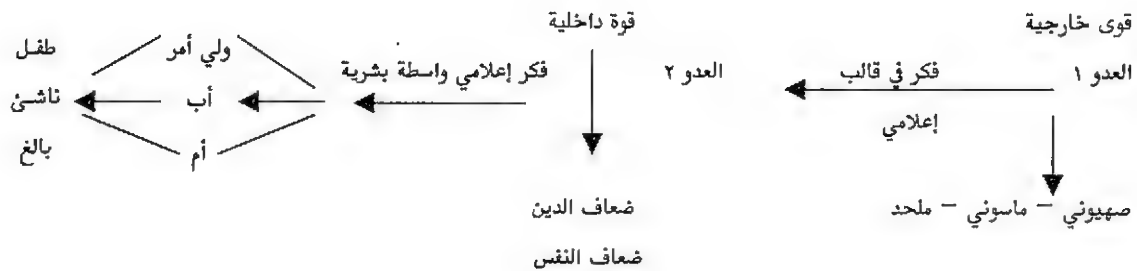 قوى خارجية
العدو ١
فكر في قالب
إعلامي
صهيوني – ماسوني – ملحد
قوة داخلية
العدو ٢
ضعاف الدين
ضعاف النفس
فكر إعلامي واسطة بشرية
ولي أمر
أب
أم
طفل
ناشئ
بالغ